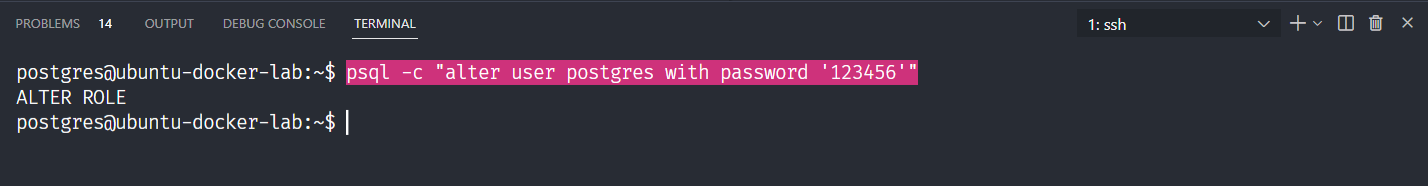 PROBLEMS 14 OUTPUT DEBUG CONSOLE TERMINAL 1: ssh
postgres@ubuntu-docker-lab:~$ psql -c "alter user postgres with password '123456'"
ALTER ROLE
postgres@ubuntu-docker-lab:~$